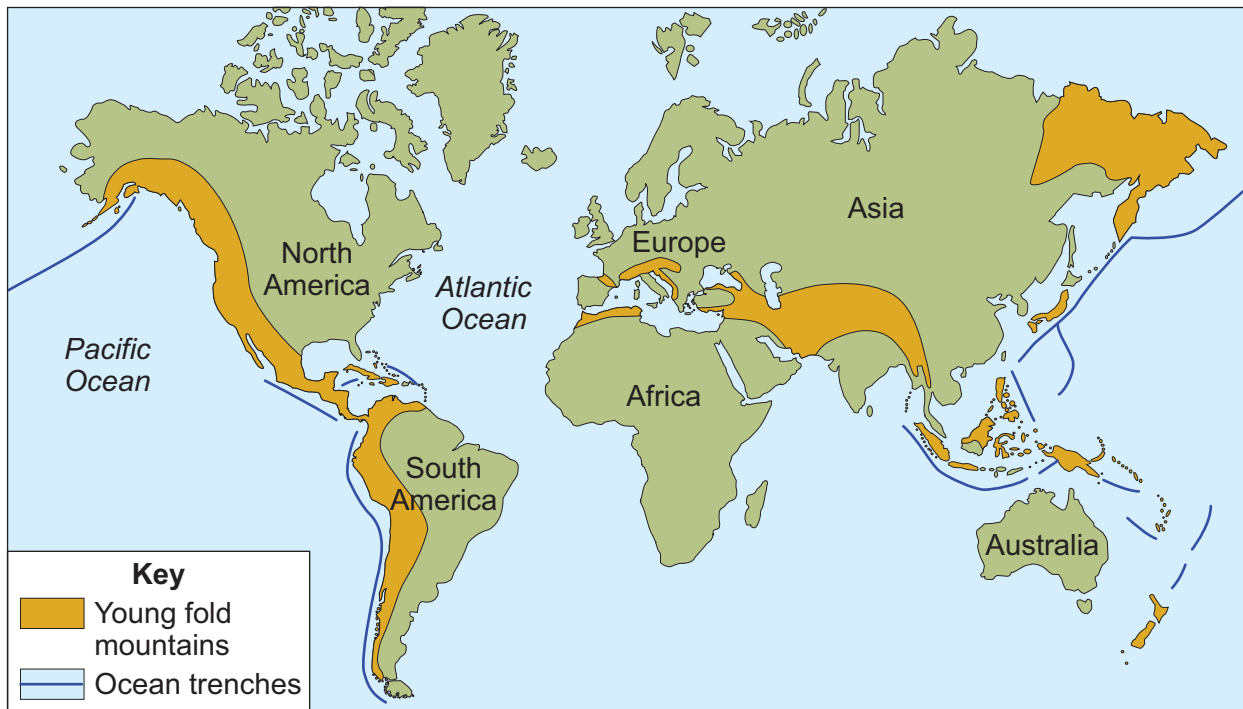 North
America
Atlantic
Ocean
Pacific
Ocean
South
America
Europe
Asia
Africa
Australia
Key
Young fold
mountains
Ocean trenches